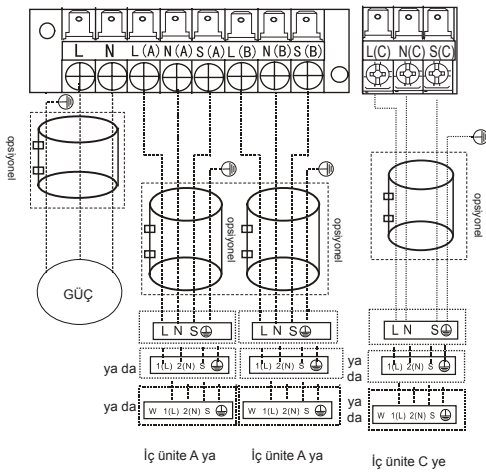 L N L (A) N (A) S (A) L (B) N (B) S (B)
L(C) N(C) S(C)
opsiyonel
opsiyonel
opsiyonel
opsiyonel
GÜÇ
L N S
L N S
L N S
ya da
1(L) 2(N) S
1(L) 2(N) S
ya da
1(L) 2(N) S
ya da
W 1(L) 2(N) S
W 1(L) 2(N) S
ya da
W 1(L) 2(N) S
İç ünite A ya
İç ünite A ya
İç ünite C ye